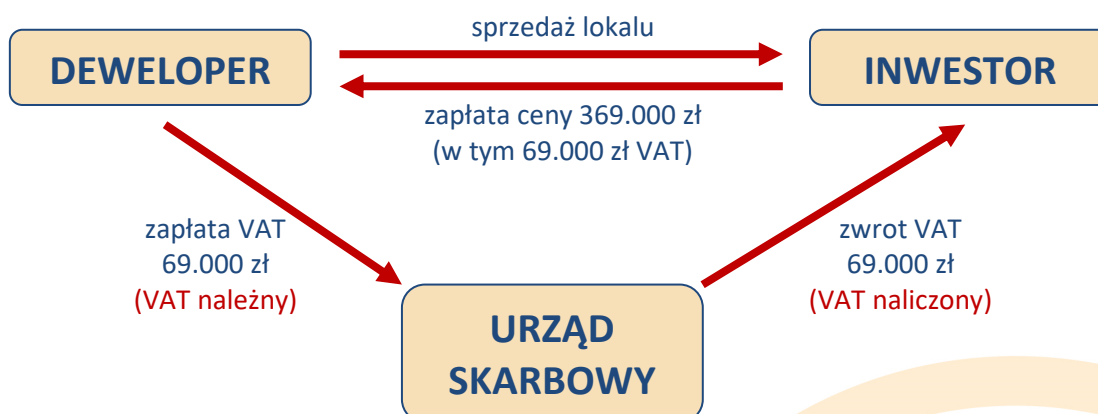 sprzedaż lokalu
DEWELOPER
INWESTOR
zapłata ceny 369.000 zł
(w tym 69.000 zł VAT)
zapłata VAT
69.000 zł
(VAT należny)
zwrot VAT
69.000 zł
(VAT naliczony)
URZĄD
SKARBOWY